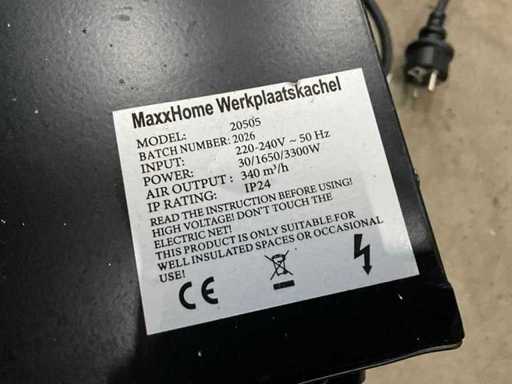 MaxxHome Werkplaatskachel
MODEL: 20505
BATCH NUMBER: 2026
INPUT: 220-240V ~ 50 Hz
POWER: 30/1650/3300W
AIR OUTPUT : 340 m³/h
IP RATING: IP24
READ THE INSTRUCTION BEFORE USING!
HIGH VOLTAGE! DON'T TOUCH THE
ELECTRIC NET!
THIS PRODUCT IS ONLY SUITABLE FOR
WELL INSULATED SPACES OR OCCASIONAL
USE!
CE